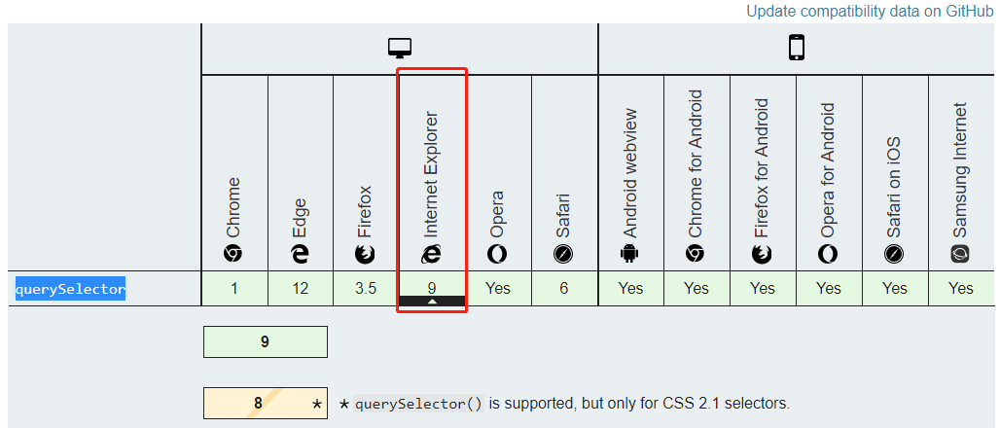 Update compatibility data on GitHub
Chrome
Edge
Firefox
Internet Explorer
Opera
Safari
Android webview
Chrome for Android
Firefox for Android
Opera for Android
Safari on iOS
Samsung Internet
querySelector 1 12 3.5 9 Yes 6 Yes Yes Yes Yes Yes Yes
9
8 * * querySelector() is supported, but only for CSS 2.1 selectors.